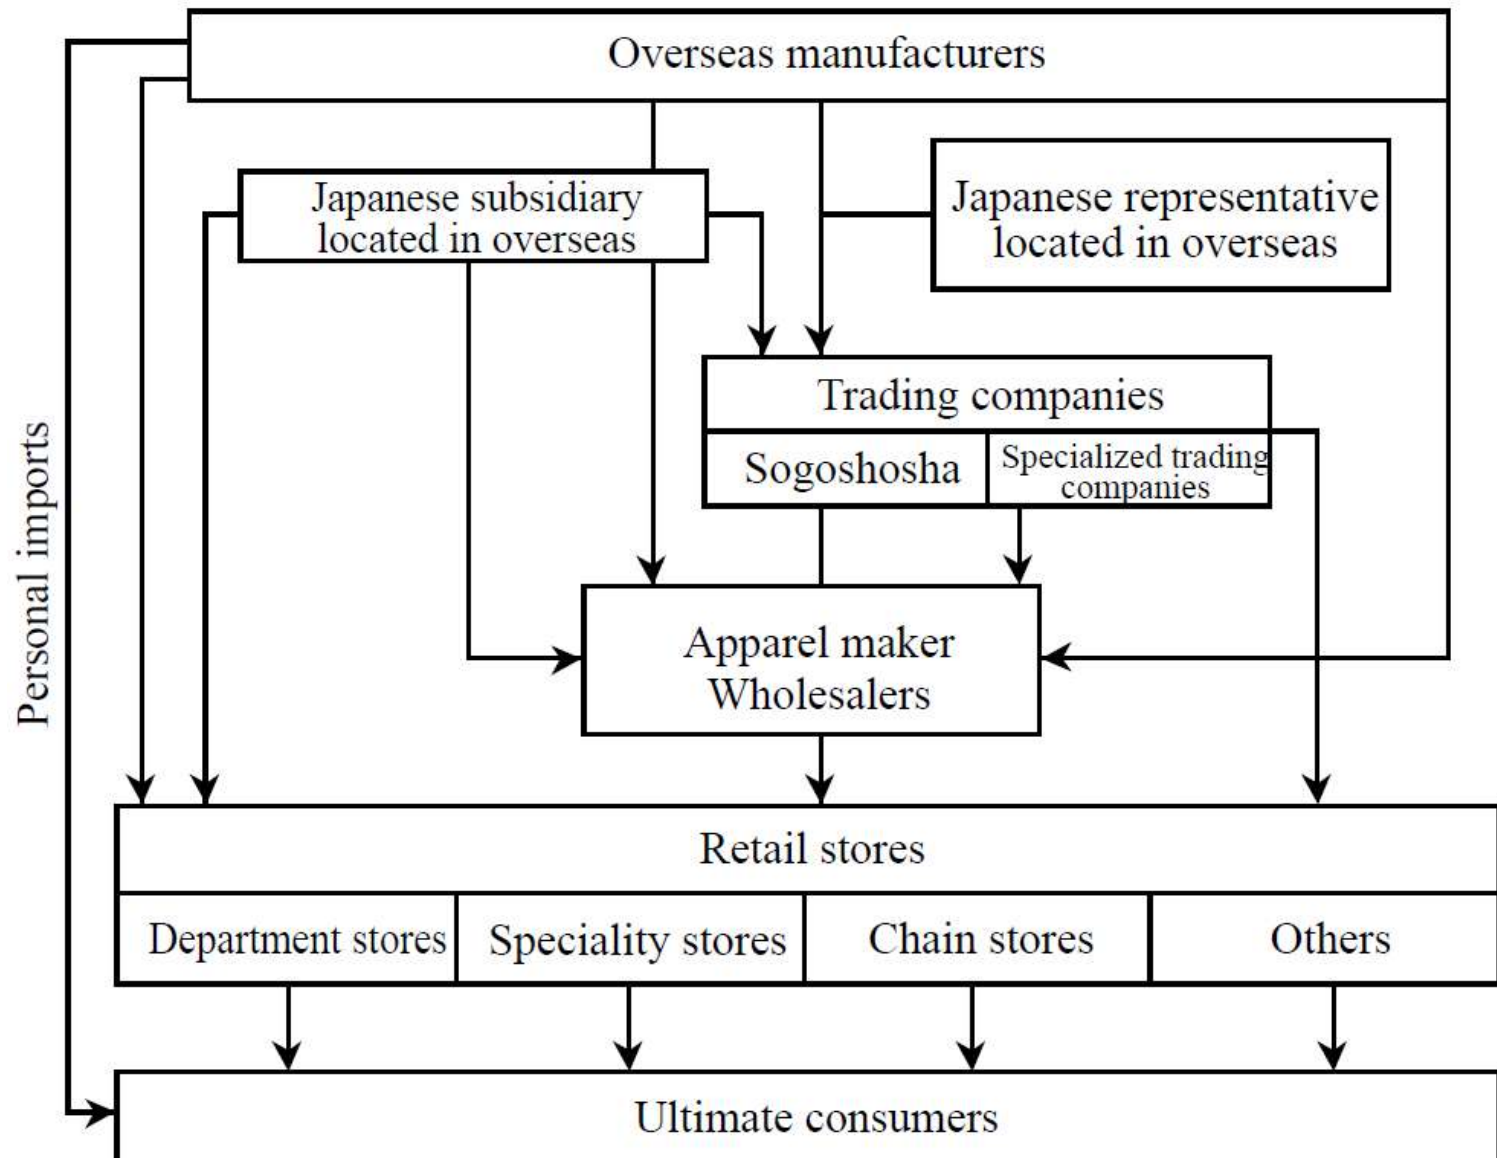 Overseas manufacturers
Japanese subsidiary
located in overseas
Japanese representative
located in overseas
Trading companies
Sogoshosha
Specialized trading
companies
Personal imports
Apparel maker
Wholesalers
Retail stores
Department stores
Speciality stores
Chain stores
Others
Ultimate consumers